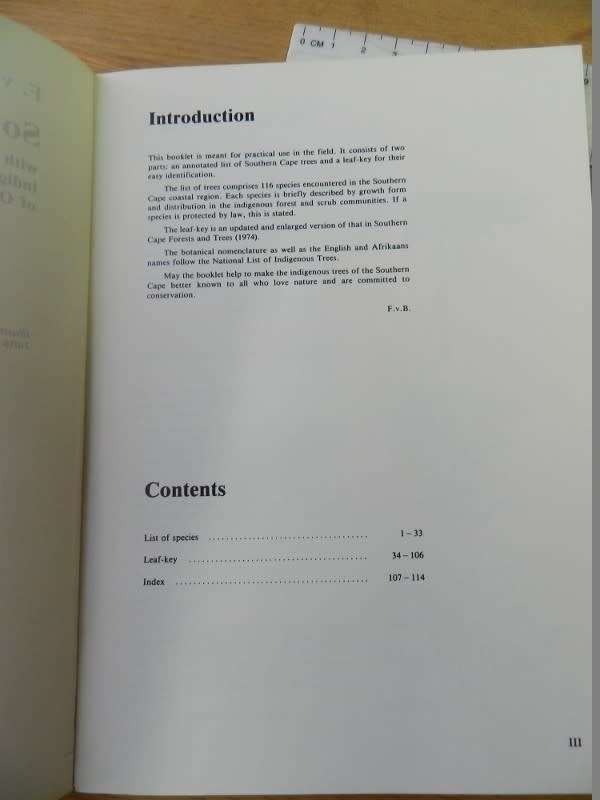 0 CM 1 2 3
Introduction
This booklet is meant for practical use in the field. It consists of two
parts: an annotated list of Southern Cape trees and a leaf-key for their
easy identification.
The list of trees comprises 116 species encountered in the Southern
Cape coastal region. Each species is briefly described by growth form
and distribution in the indigenous forest and scrub communities. If a
species is protected by law, this is stated.
The leaf-key is an updated and enlarged version of that in Southern
Cape Forests and Trees (1974).
The botanical nomenclature as well as the English and Afrikaans
names follow the National List of Indigenous Trees.
May the booklet help to make the indigenous trees of the Southern
Cape better known to all who love nature and are committed to
conservation.
F.v.B.
Contents
List of species .................................... 1 – 33
Leaf-key ........................................ 34 – 106
Index ........................................... 107 – 114
III